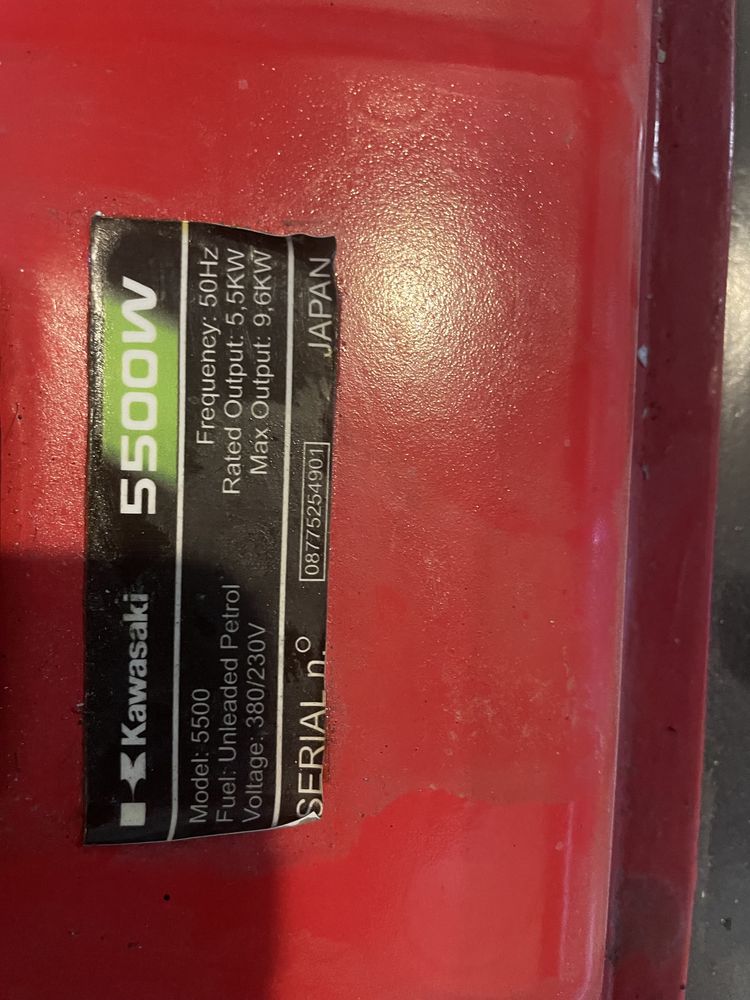 Kawasaki 5500W
Model: 5500 Frequency: 50Hz
Fuel: Unleaded Petrol Rated Output: 5,5KW
Voltage: 380/230V Max Output: 9,6KW
SERIAL n.° 08775254901 JAPAN